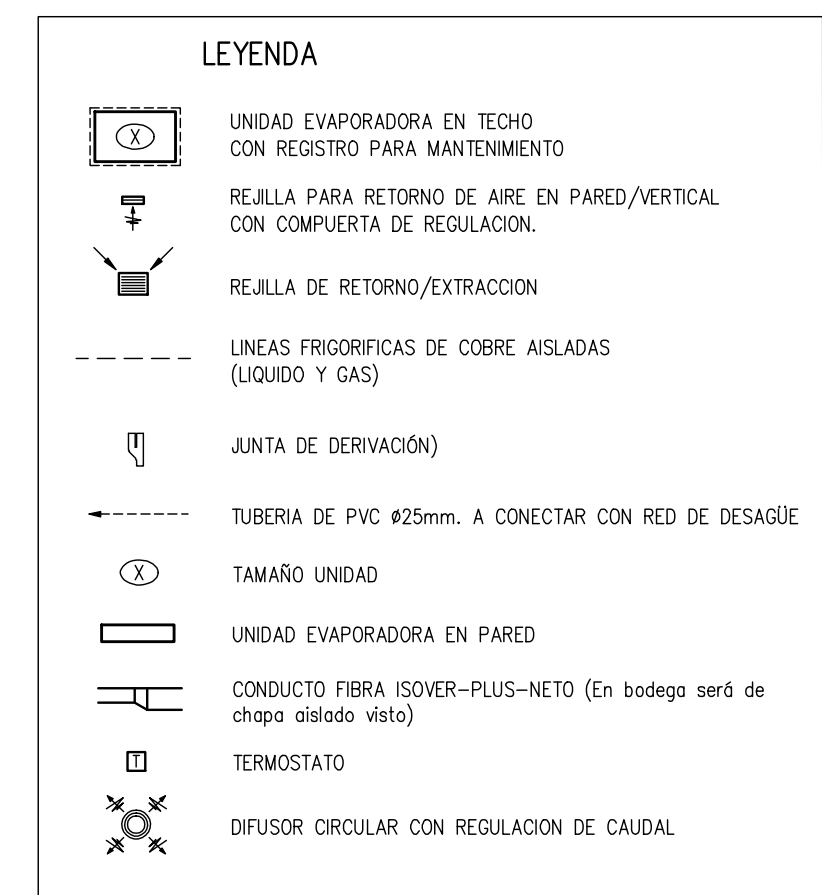 LEYENDA
X
UNIDAD EVAPORADORA EN TECHO
CON REGISTRO PARA MANTENIMIENTO
REJILLA PARA RETORNO DE AIRE EN PARED/VERTICAL
CON COMPUERTA DE REGULACION.
REJILLA DE RETORNO/EXTRACCION
LINEAS FRIGORIFICAS DE COBRE AISLADAS
(LIQUIDO Y GAS)
JUNTA DE DERIVACIÓN)
TUBERIA DE PVC ø25mm. A CONECTAR CON RED DE DESAGÜE
X
TAMAÑO UNIDAD
UNIDAD EVAPORADORA EN PARED
CONDUCTO FIBRA ISOVER-PLUS-NETO (En bodega será de
chapa aislado visto)
T
TERMOSTATO
DIFUSOR CIRCULAR CON REGULACION DE CAUDAL